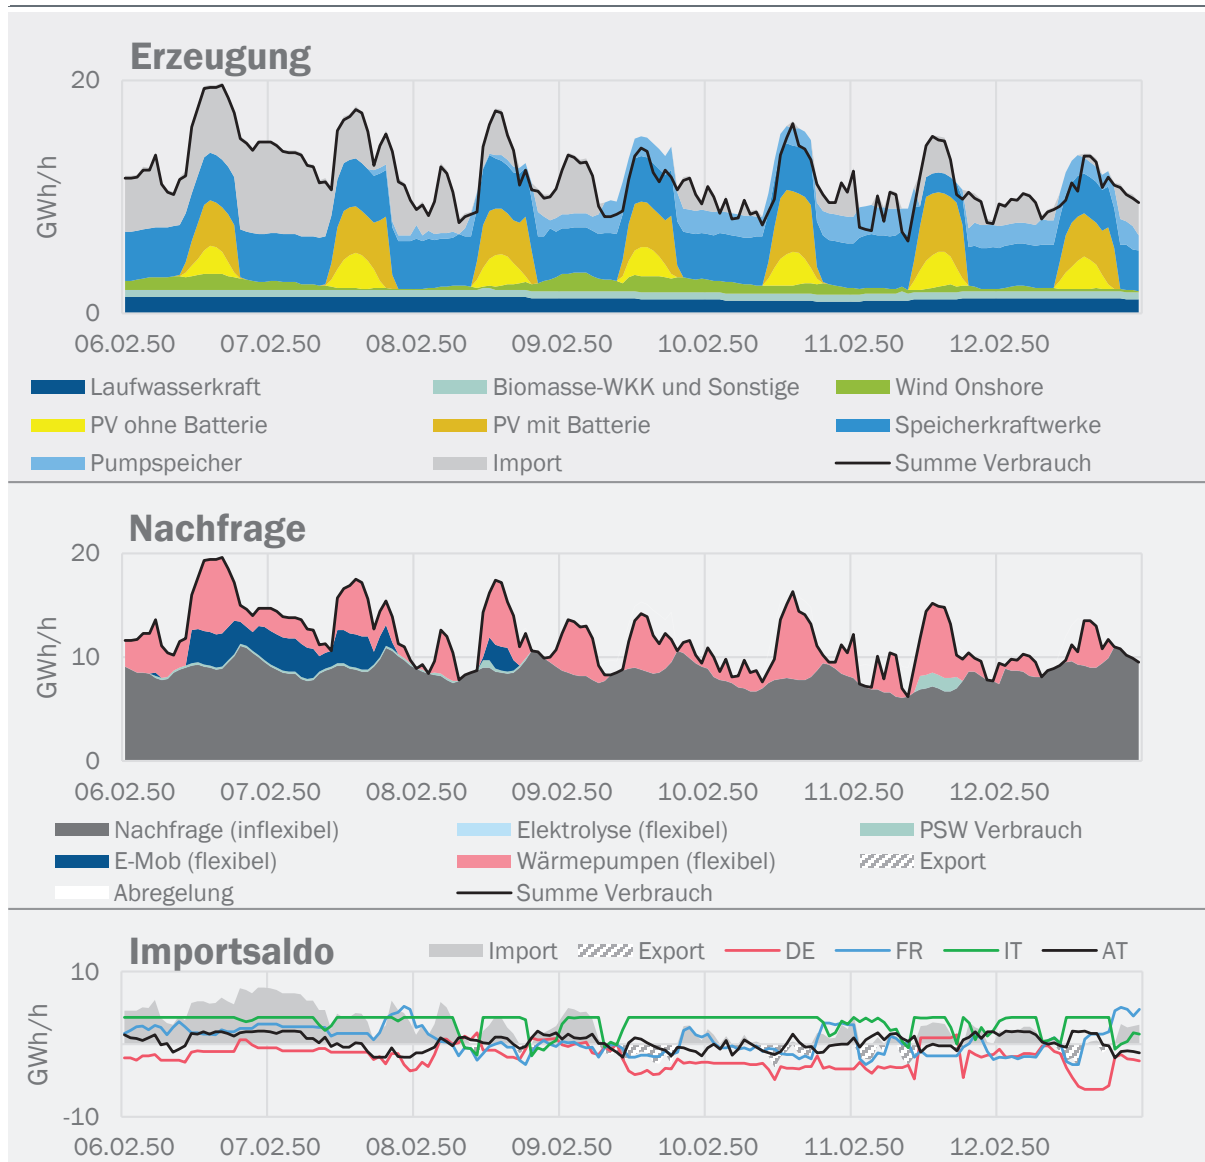 Erzeugung
20
GWh/h
0
06.02.50 07.02.50 08.02.50 09.02.50 10.02.50 11.02.50 12.02.50
Laufwasserkraft Biomasse-WKK und Sonstige Wind Onshore
PV ohne Batterie PV mit Batterie Speicherkraftwerke
Pumpspeicher Import Summe Verbrauch
Nachfrage
20
10
GWh/h
0
06.02.50 07.02.50 08.02.50 09.02.50 10.02.50 11.02.50 12.02.50
Nachfrage (inflexibel) Elektrolyse (flexibel) PSW Verbrauch
E-Mob (flexibel) Wärmepumpen (flexibel) Export
Abregelung Summe Verbrauch
Importsaldo Import Export DE FR IT AT
10
GWh/h
-10
06.02.50 07.02.50 08.02.50 09.02.50 10.02.50 11.02.50 12.02.50